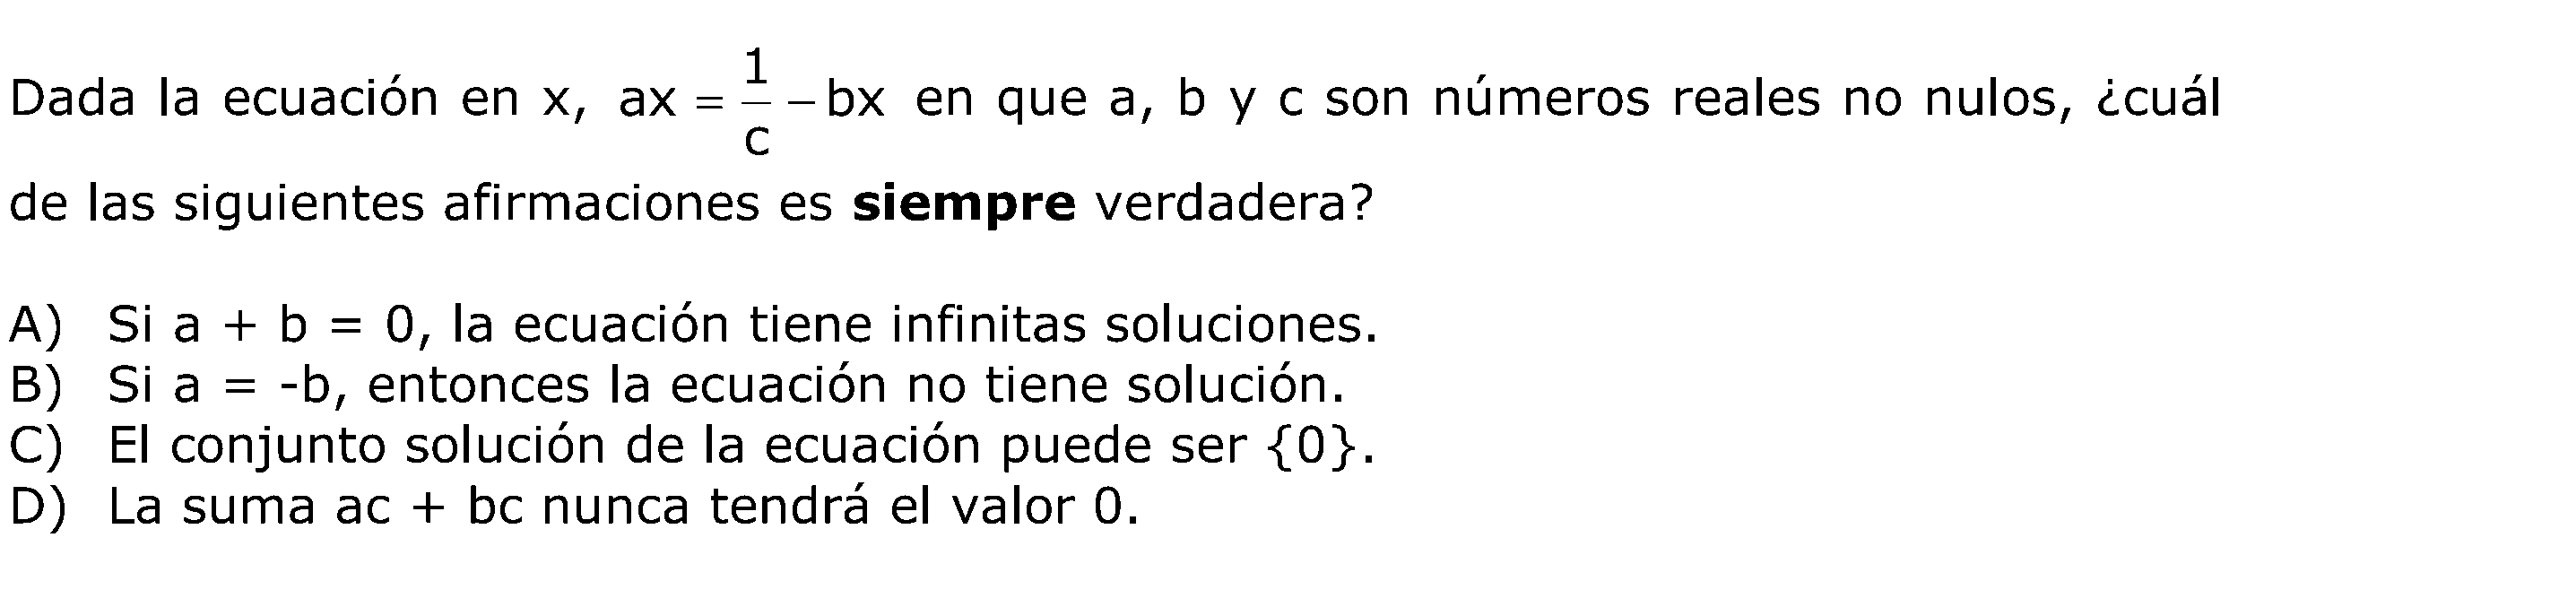 Dada la ecuación en x, ax = 1/c − bx en que a, b y c son números reales no nulos, ¿cuál
de las siguientes afirmaciones es siempre verdadera?
A) Si a + b = 0, la ecuación tiene infinitas soluciones.
B) Si a = -b, entonces la ecuación no tiene solución.
C) El conjunto solución de la ecuación puede ser {0}.
D) La suma ac + bc nunca tendrá el valor 0.